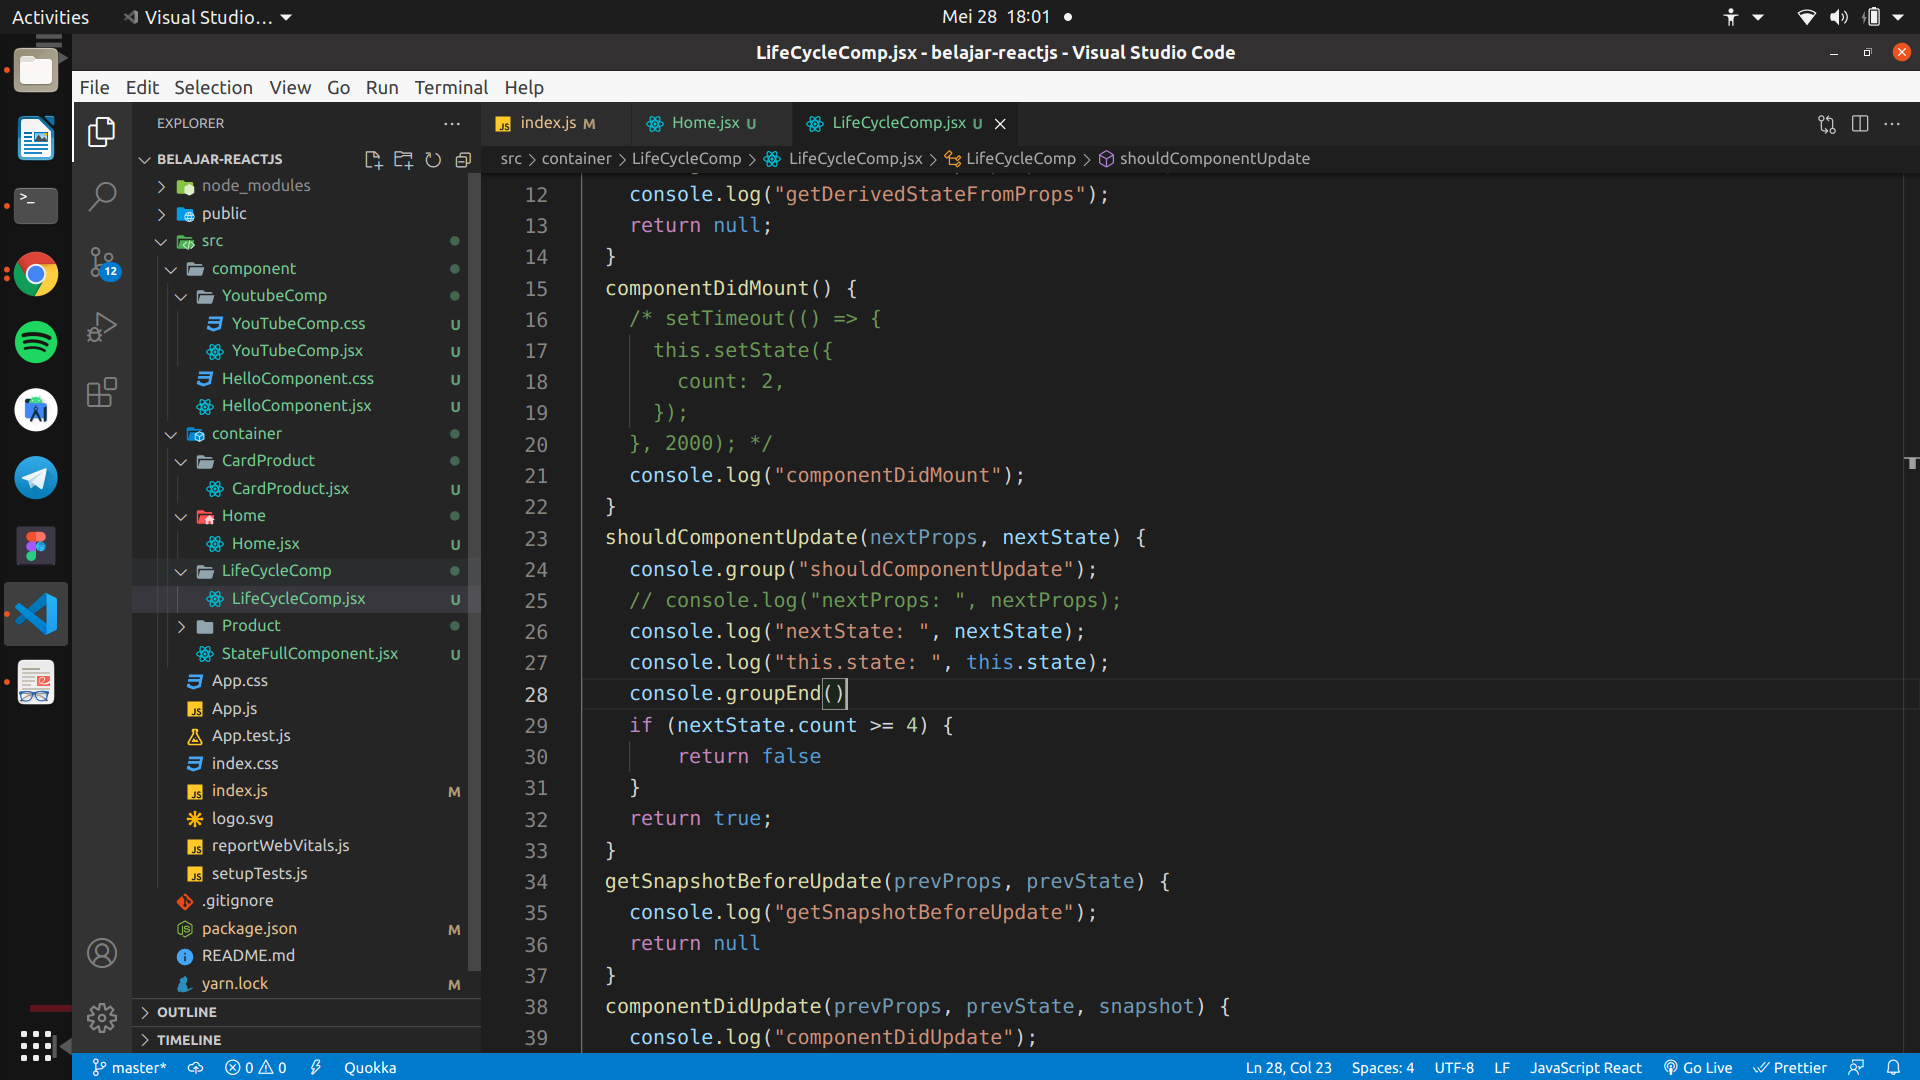 Activities
Visual Studio...
Mei 28 18:01
LifeCycleComp.jsx - belajar-reactjs - Visual Studio Code
File Edit Selection View Go Run Terminal Help
EXPLORER
BELAJAR-REACTJS
node_modules
public
src
component
YoutubeComp
YouTubeComp.css U
YouTubeComp.jsx U
HelloComponent.css U
HelloComponent.jsx U
container
CardProduct
CardProduct.jsx U
Home
Home.jsx U
LifeCycleComp
LifeCycleComp.jsx U
Product
StateFullComponent.jsx U
App.css
App.js
App.test.js
index.css
index.js M
logo.svg
reportWebVitals.js
setupTests.js
.gitignore
package.json M
README.md
yarn.lock M
OUTLINE
TIMELINE
12
index.js M
Home.jsx U
LifeCycleComp.jsx U
src > container > LifeCycleComp > LifeCycleComp.jsx > LifeCycleComp > shouldComponentUpdate
12 console.log("getDerivedStateFromProps");
13 return null;
14 }
15 componentDidMount() {
16 /* setTimeout(() => {
17 this.setState({
18 count: 2,
19 });
20 }, 2000); */
21 console.log("componentDidMount");
22 }
23 shouldComponentUpdate(nextProps, nextState) {
24 console.group("shouldComponentUpdate");
25 // console.log("nextProps: ", nextProps);
26 console.log("nextState: ", nextState);
27 console.log("this.state: ", this.state);
28 console.groupEnd()
29 if (nextState.count >= 4) {
30 return false
31 }
32 return true;
33 }
34 getSnapshotBeforeUpdate(prevProps, prevState) {
35 console.log("getSnapshotBeforeUpdate");
36 return null
37 }
38 componentDidUpdate(prevProps, prevState, snapshot) {
39 console.log("componentDidUpdate");
master* 0 0 Quokka Ln 28, Col 23 Spaces: 4 UTF-8 LF JavaScript React Go Live Prettier